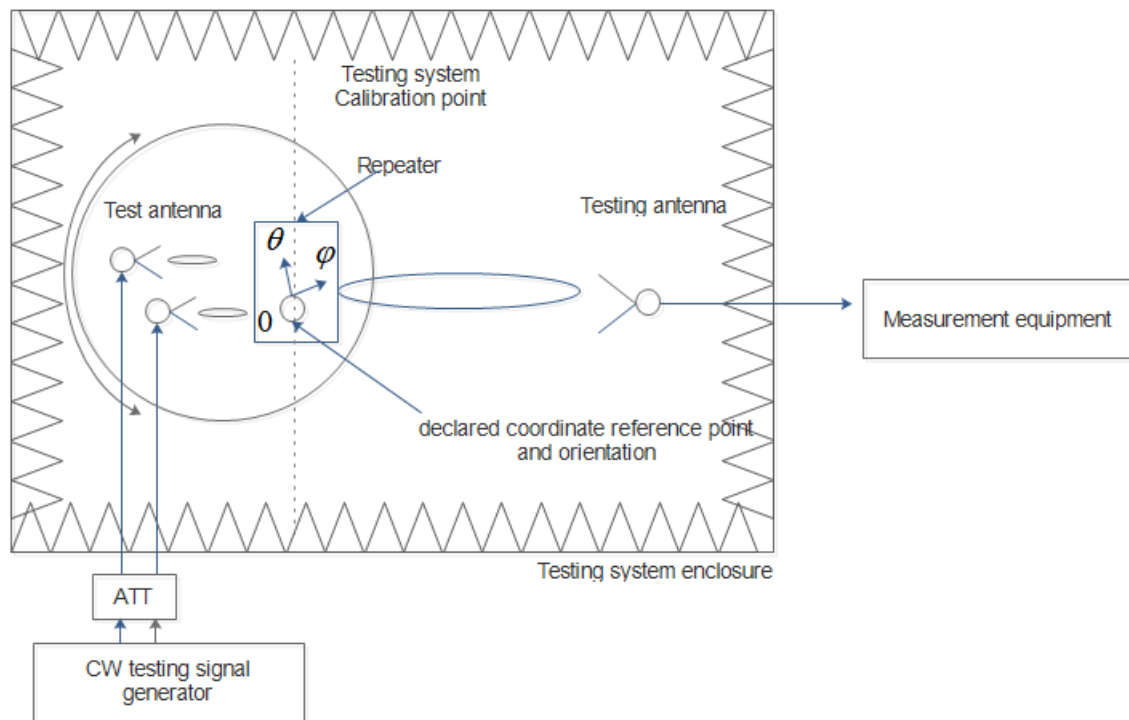 Testing system
Calibration point
Repeater
Test antenna
Testing antenna
θ
φ
0
Measurement equipment
declared coordinate reference point
and orientation
Testing system enclosure
ATT
CW testing signal
generator